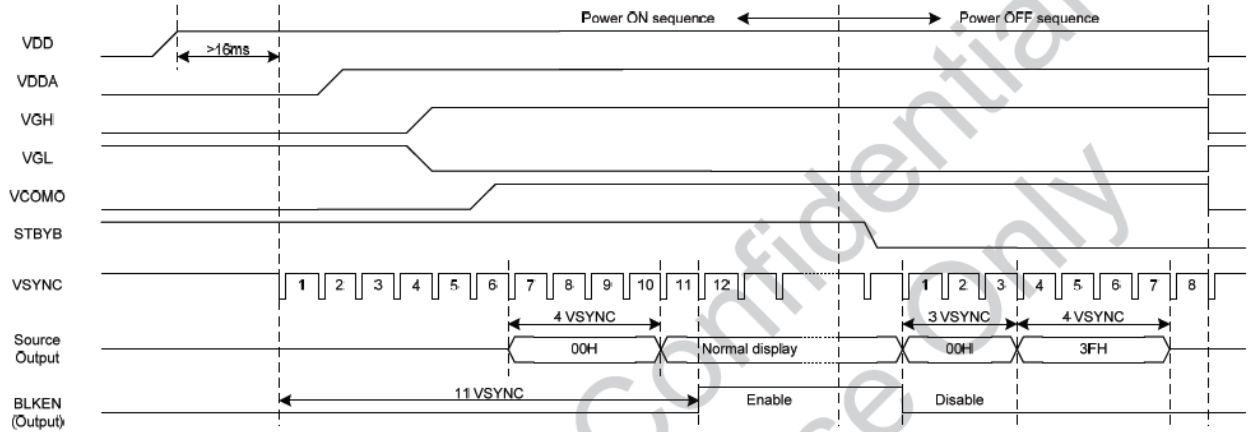 Power ON sequence
Power OFF sequence
VDD
>16ms
VDDA
VGH
VGL
VCOMO
STBYB
VSYNC
1 2 3 4 5 6 7 8 9 10 11 12 1 2 3 4 5 6 7 8
4 VSYNC
3 VSYNC
4 VSYNC
Source
Output
00H
Normal display
00H
3FH
11 VSYNC
BLKEN
(Output)
Enable
Disable
Confidential
Only